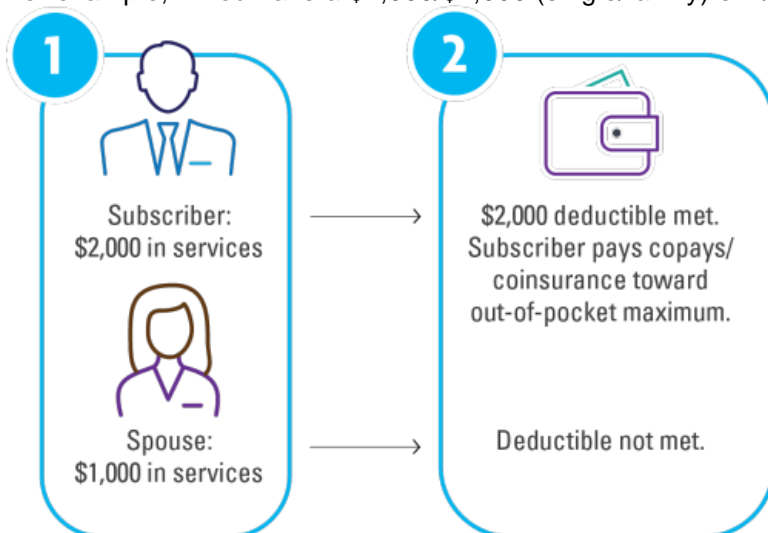 1
2
Subscriber:
$2,000 in services
$2,000 deductible met.
Subscriber pays copays/
coinsurance toward
out-of-pocket maximum.
Spouse:
$1,000 in services
Deductible not met.